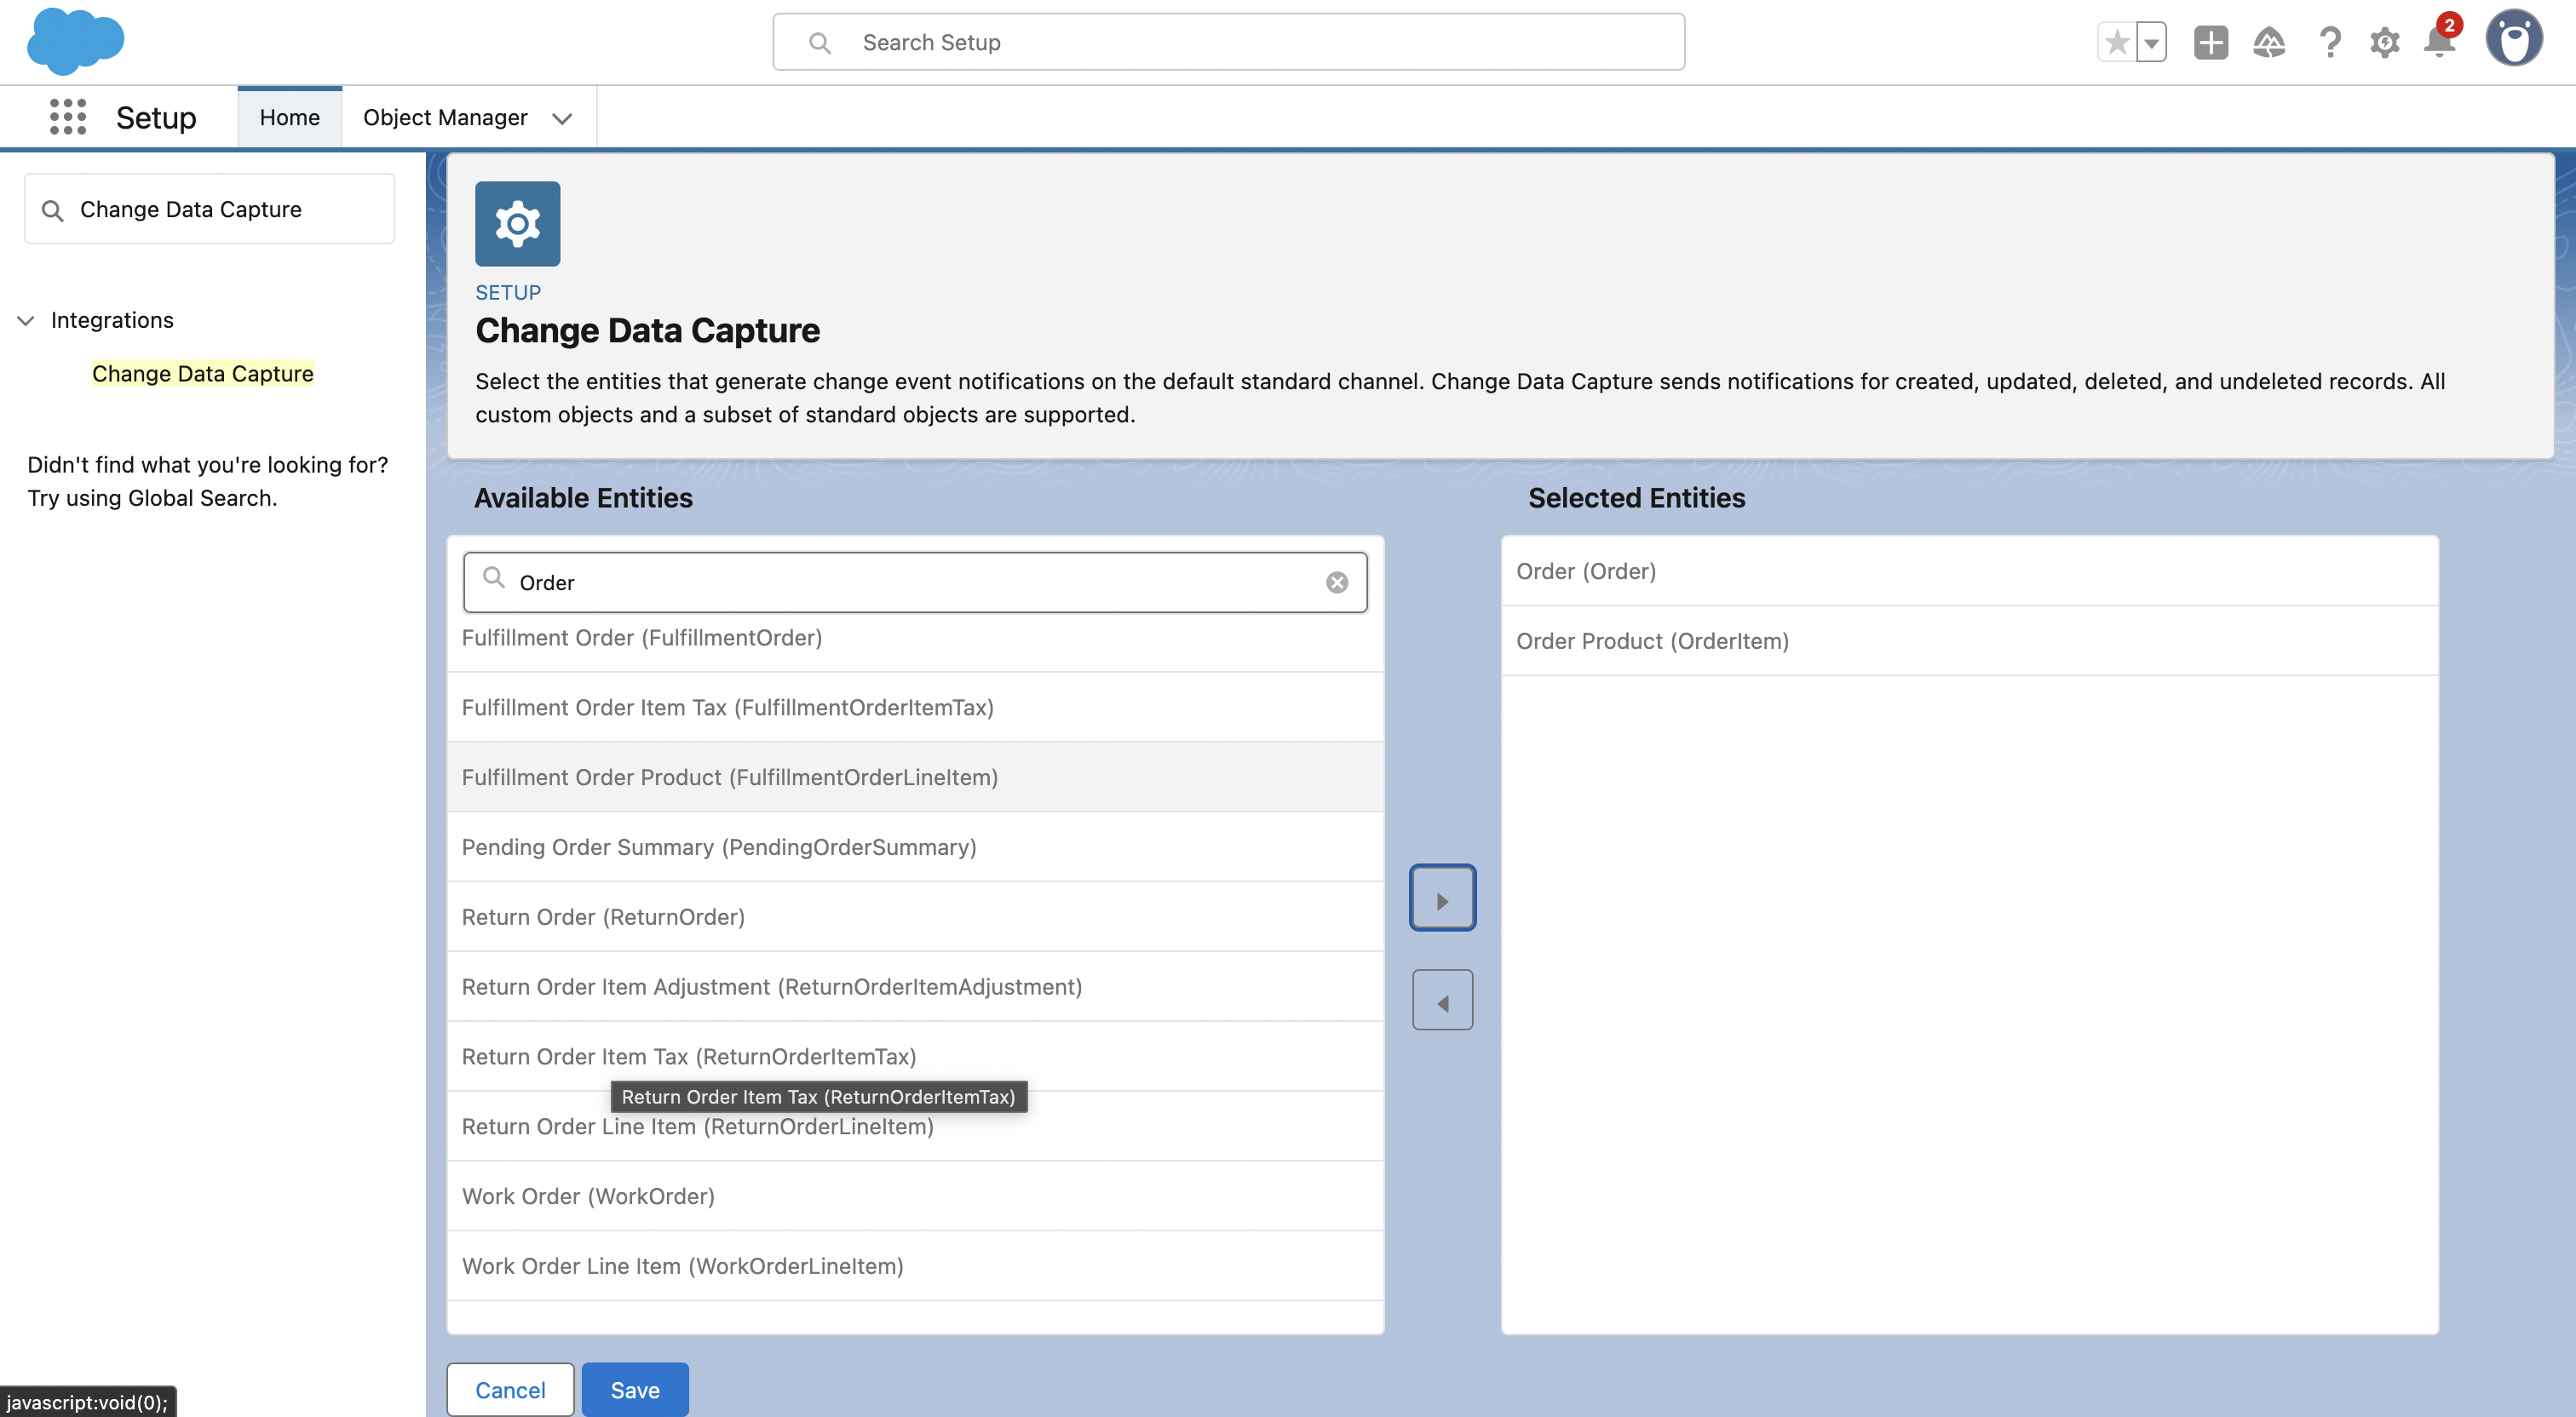 Search Setup
2
Setup
Home
Object Manager
Change Data Capture
Integrations
Change Data Capture
Didn't find what you're looking for?
Try using Global Search.
SETUP
Change Data Capture
Select the entities that generate change event notifications on the default standard channel. Change Data Capture sends notifications for created, updated, deleted, and undeleted records. All
custom objects and a subset of standard objects are supported.
Available Entities
Order
Fulfillment Order (FulfillmentOrder)
Fulfillment Order Item Tax (FulfillmentOrderItemTax)
Fulfillment Order Product (FulfillmentOrderLineItem)
Pending Order Summary (PendingOrderSummary)
Return Order (ReturnOrder)
Return Order Item Adjustment (ReturnOrderItemAdjustment)
Return Order Item Tax (ReturnOrderItemTax)
Return Order Item Tax (ReturnOrderItemTax)
Return Order Line Item (ReturnOrderLineItem)
Work Order (WorkOrder)
Work Order Line Item (WorkOrderLineItem)
Selected Entities
Order (Order)
Order Product (OrderItem)
Cancel
Save
javascript:void(0);